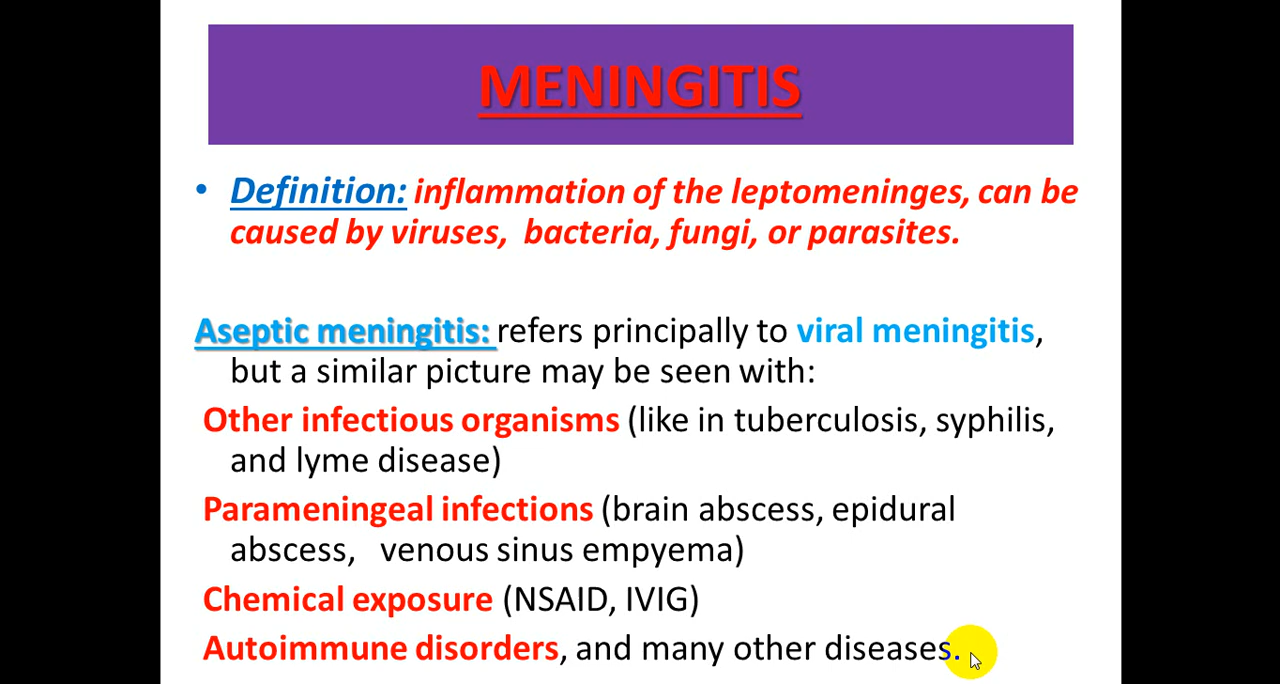 MENINGITIS
• Definition: inflammation of the leptomeninges, can be
caused by viruses, bacteria, fungi, or parasites.
Aseptic meningitis: refers principally to viral meningitis,
but a similar picture may be seen with:
Other infectious organisms (like in tuberculosis, syphilis,
and lyme disease)
Parameningeal infections (brain abscess, epidural
abscess, venous sinus empyema)
Chemical exposure (NSAID, IVIG)
Autoimmune disorders, and many other diseases.